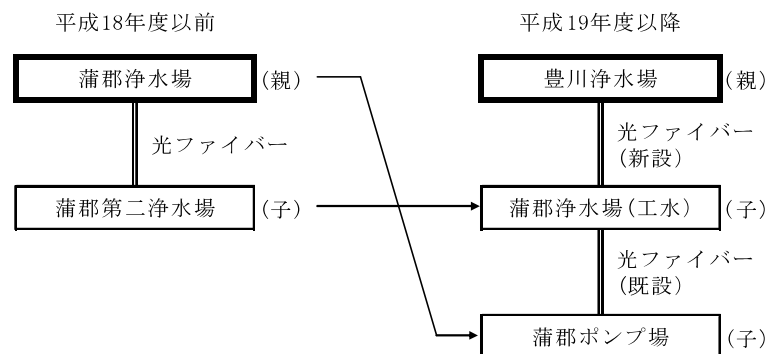 平成18年度以前
平成19年度以降
蒲郡浄水場
(親)
豊川浄水場
(親)
光ファイバー
光ファイバー
(新設)
蒲郡第二浄水場
(子)
蒲郡浄水場(工水)
(子)
光ファイバー
(既設)
蒲郡ポンプ場
(子)